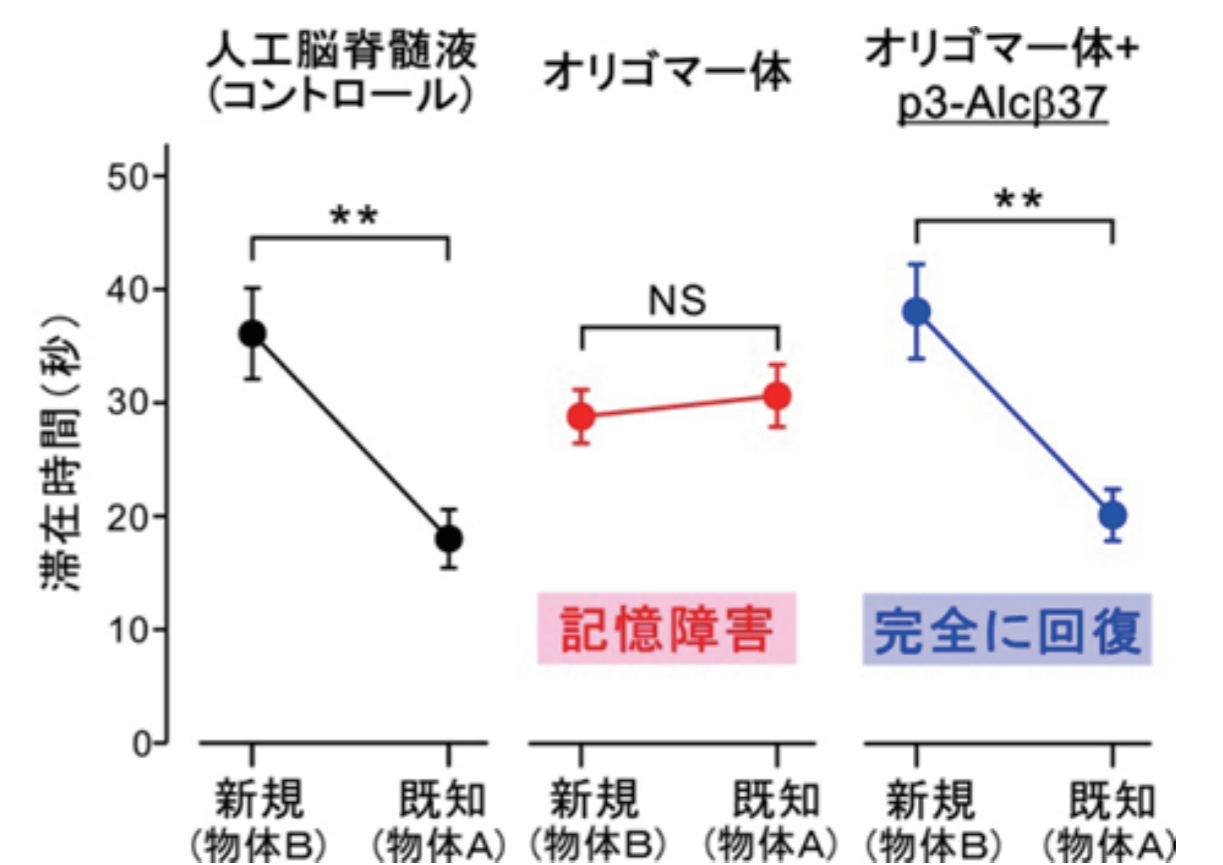 人工脳脊髄液
(コントロール)
オリゴマー体
オリゴマー体+
p3-Alcβ37
滞在時間(秒)
50
40
30
20
10
0
**
NS
**
記憶障害
完全に回復
新規
(物体B)
既知
(物体A)
新規
(物体B)
既知
(物体A)
新規
(物体B)
既知
(物体A)